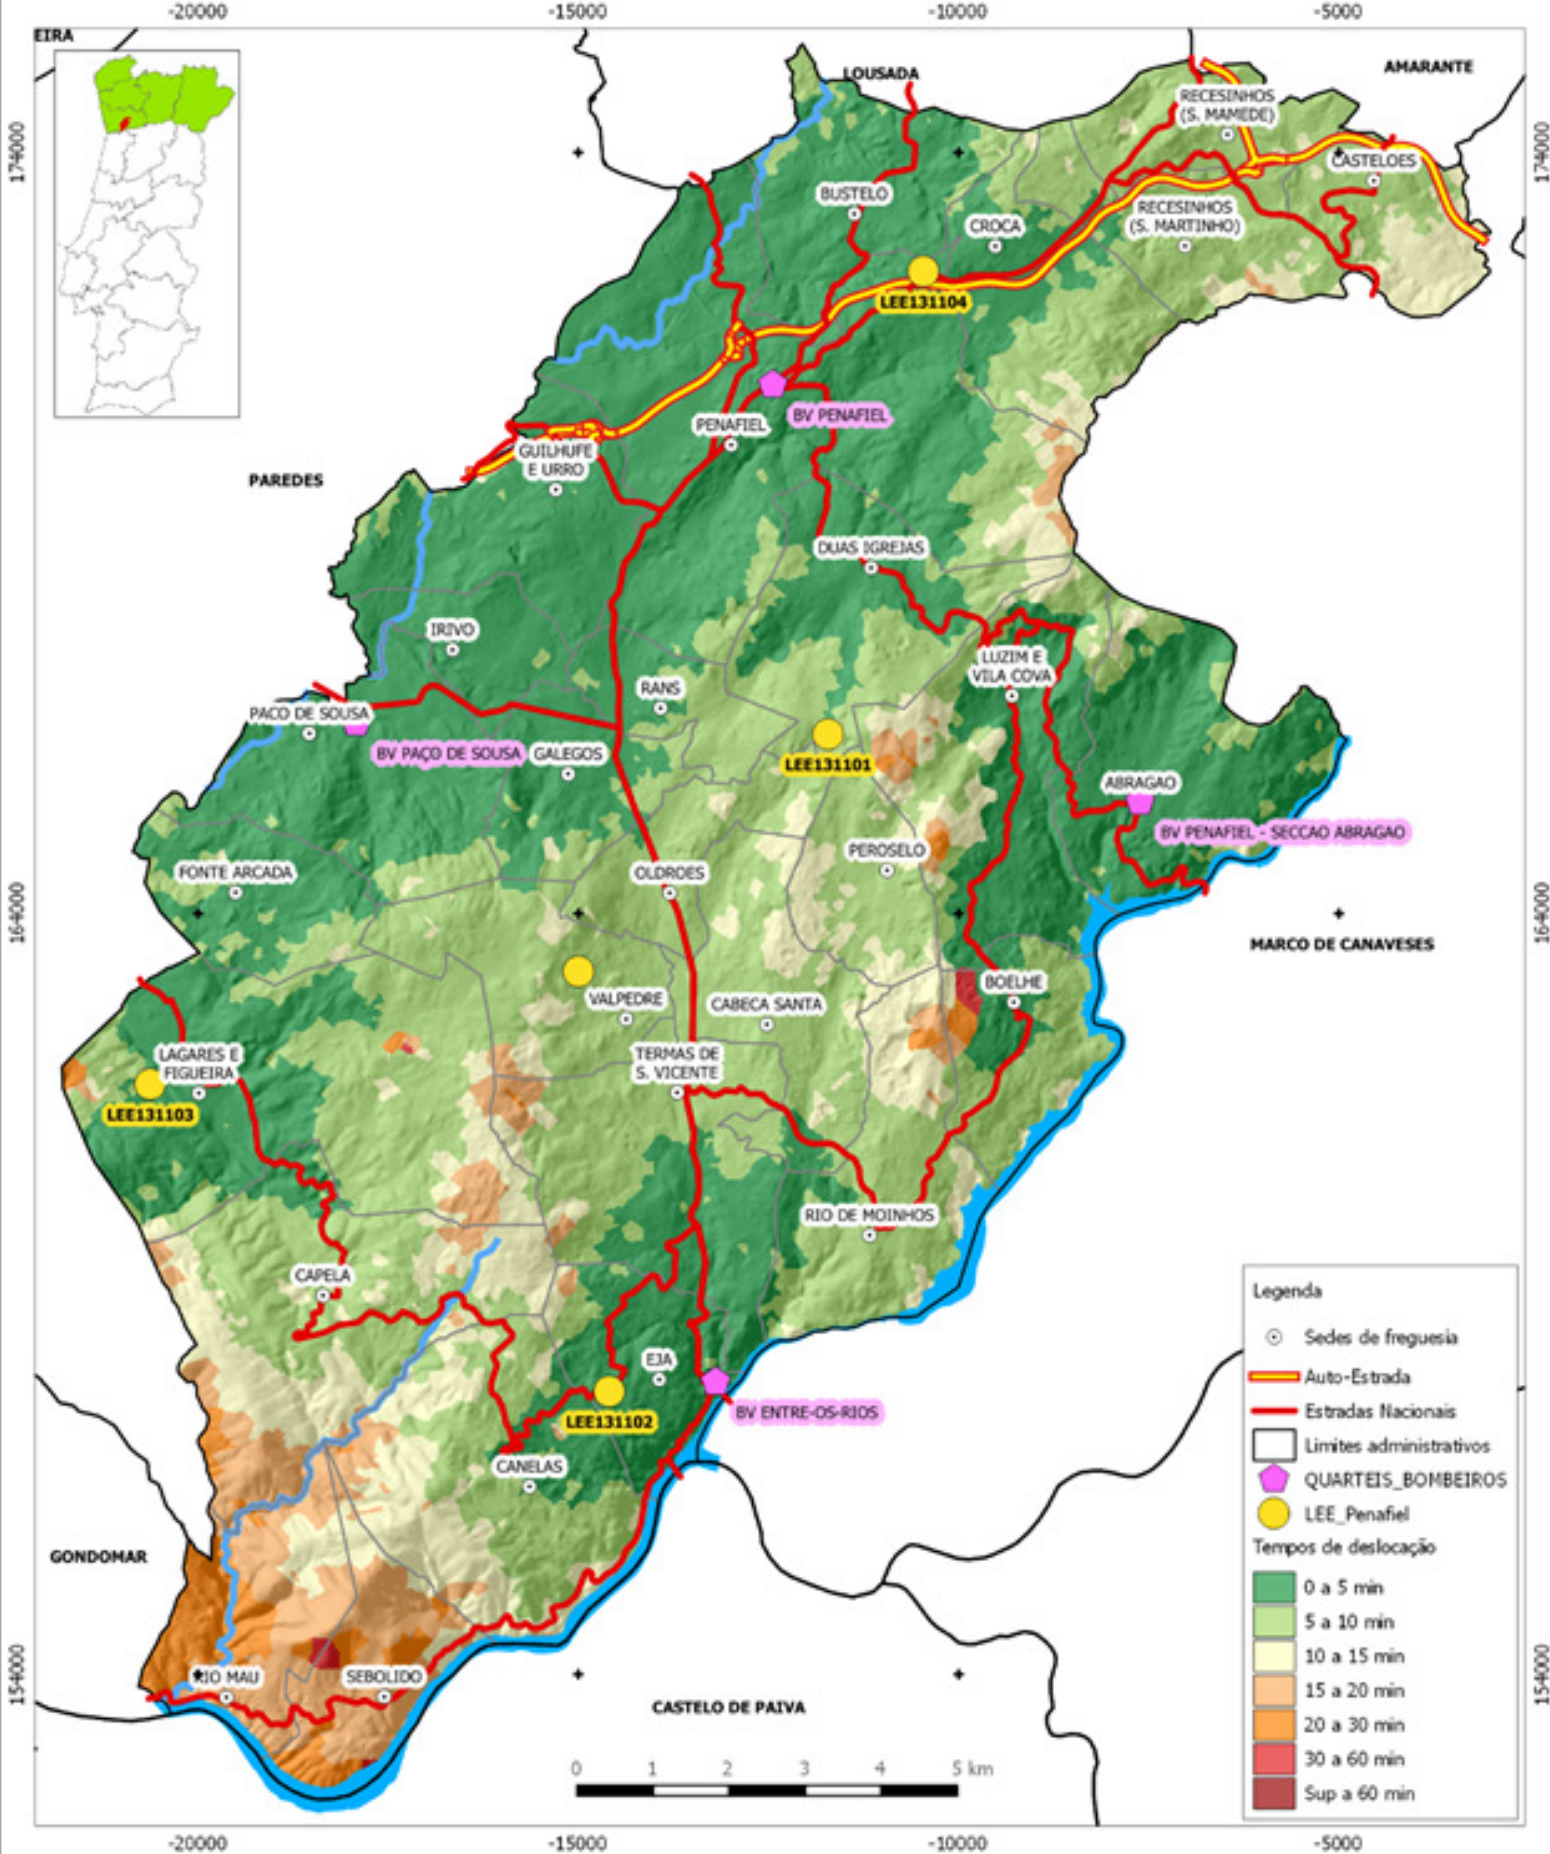 -20000
-15000
-10000
-5000
EIRA
LOUSADA
AMARANTE
RECESINHOS
(S. MAMEDE)
174000
174000
CASTELOES
BUSTELO
RECESINHOS
(S. MARTINHO)
CROCA
LEE131104
BV PENAFIEL
PENAFIEL
GUILHUFE
E URRO
PAREDES
DUAS IGREJAS
IRIVO
LUZIM E
VILA COVA
RANS
PACO DE SOUSA
BV PAÇO DE SOUSA
GALEGOS
LEE131101
ABRAGAO
BV PENAFIEL - SECCAO ABRAGAO
PEROSELO
FONTE ARCADA
OLDROES
164000
164000
MARCO DE CANAVESES
BOELHE
VALPEDRE
CABECA SANTA
LAGARES E
FIGUEIRA
TERMAS DE
S. VICENTE
LEE131103
RIO DE MOINHOS
CAPELA
EJA
LEE131102
BV ENTRE-OS-RIOS
CANELAS
GONDOMAR
RIO MAU
SEBOLIDO
154000
154000
CASTELO DE PAIVA
0
1
2
3
4
5 km
Legenda
Sedes de freguesia
Auto-Estrada
Estradas Nacionais
Limites administrativos
QUARTEIS_BOMBEIROS
LEE_Penafiel
Tempos de deslocação
0 a 5 min
5 a 10 min
10 a 15 min
15 a 20 min
20 a 30 min
30 a 60 min
Sup a 60 min
-20000
-15000
-10000
-5000